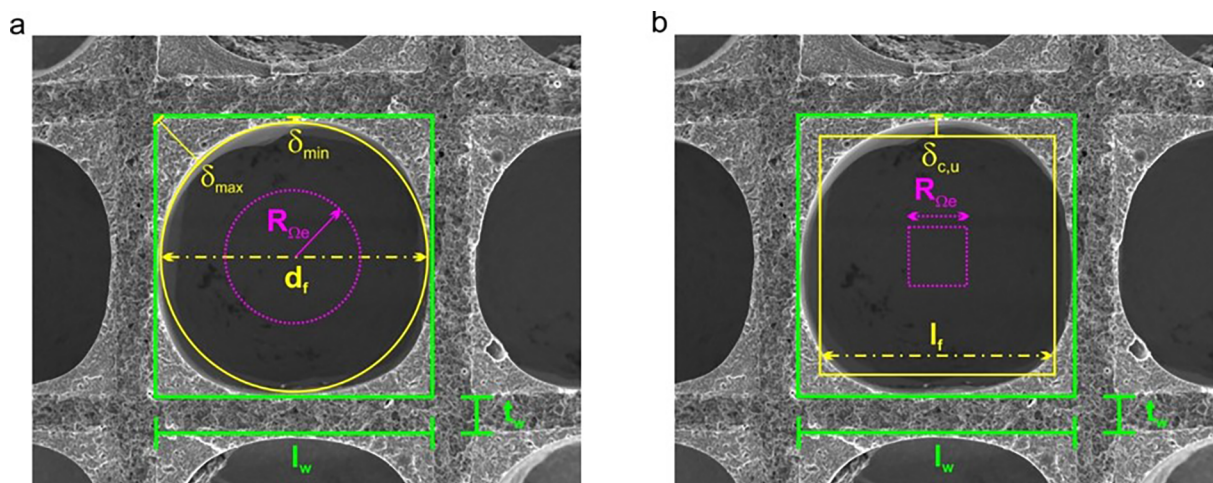 a
δmin
δmax
RΩe
df
tw
lw
b
δc,u
RΩe
lf
tw
lw